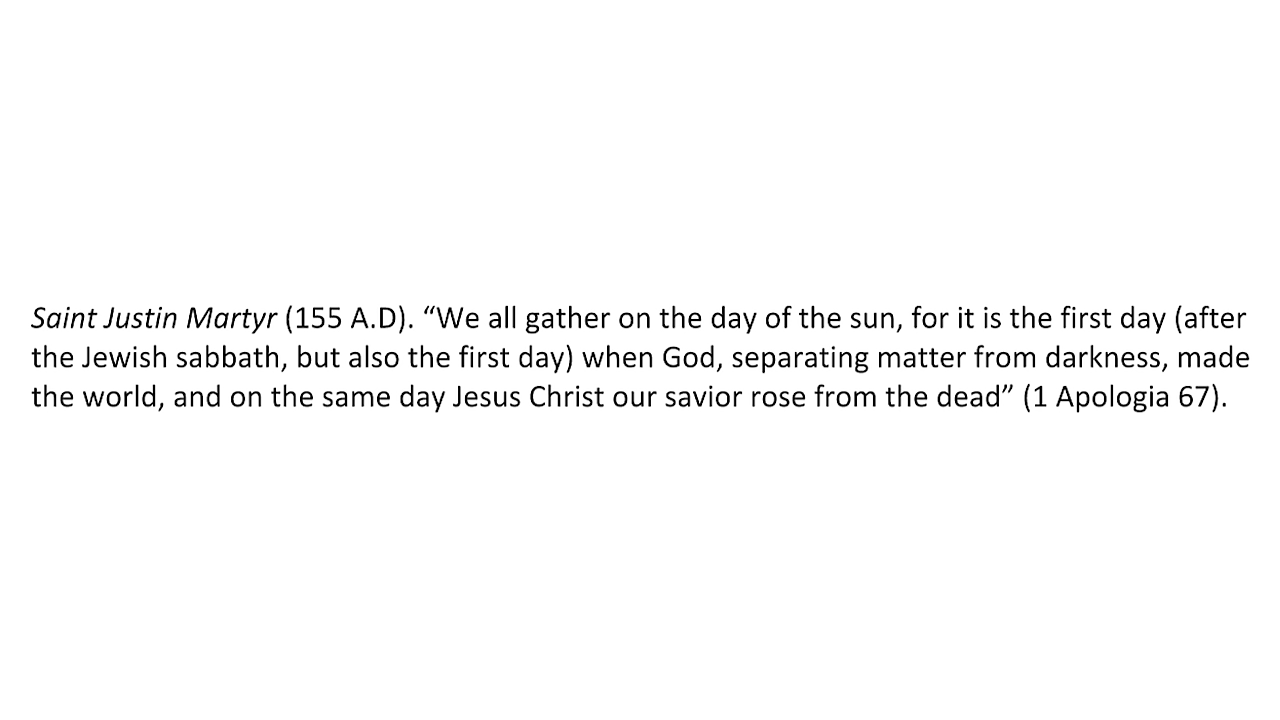 Saint Justin Martyr (155 A.D). “We all gather on the day of the sun, for it is the first day (after
the Jewish sabbath, but also the first day) when God, separating matter from darkness, made
the world, and on the same day Jesus Christ our savior rose from the dead” (1 Apologia 67).